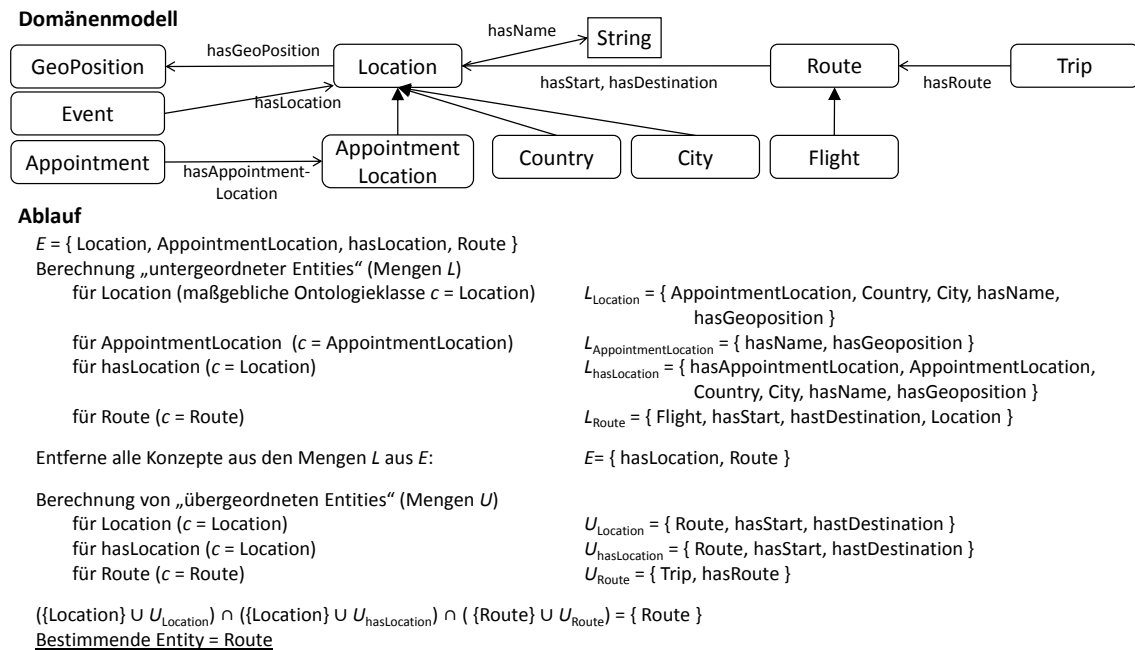 Domänenmodell
GeoPosition
hasGeoPosition
Location
hasName
String
hasStart, hasDestination
Route
hasRoute
Trip
Event
hasLocation
Appointment
hasAppointment-
Location
Appointment
Location
Country
City
Flight
Ablauf
E = { Location, AppointmentLocation, hasLocation, Route }
Berechnung „untergeordneter Entities“ (Mengen L)
für Location (maßgebliche Ontologieklasse c = Location) L_Location = { AppointmentLocation, Country, City, hasName,
hasGeoposition }
für AppointmentLocation (c = AppointmentLocation) L_AppointmentLocation = { hasName, hasGeoposition }
für hasLocation (c = Location) L_hasLocation = { hasAppointmentLocation, AppointmentLocation,
Country, City, hasName, hasGeoposition }
für Route (c = Route) L_Route = { Flight, hasStart, hastDestination, Location }
Entferne alle Konzepte aus den Mengen L aus E: E= { hasLocation, Route }
Berechnung von „übergeordneten Entities“ (Mengen U)
für Location (c = Location) U_Location = { Route, hasStart, hastDestination }
für hasLocation (c = Location) U_hasLocation = { Route, hasStart, hastDestination }
für Route (c = Route) U_Route = { Trip, hasRoute }
({Location} ∪ U_Location) ∩ ({Location} ∪ U_hasLocation) ∩ ( {Route} ∪ U_Route) = { Route }
Bestimmende Entity = Route